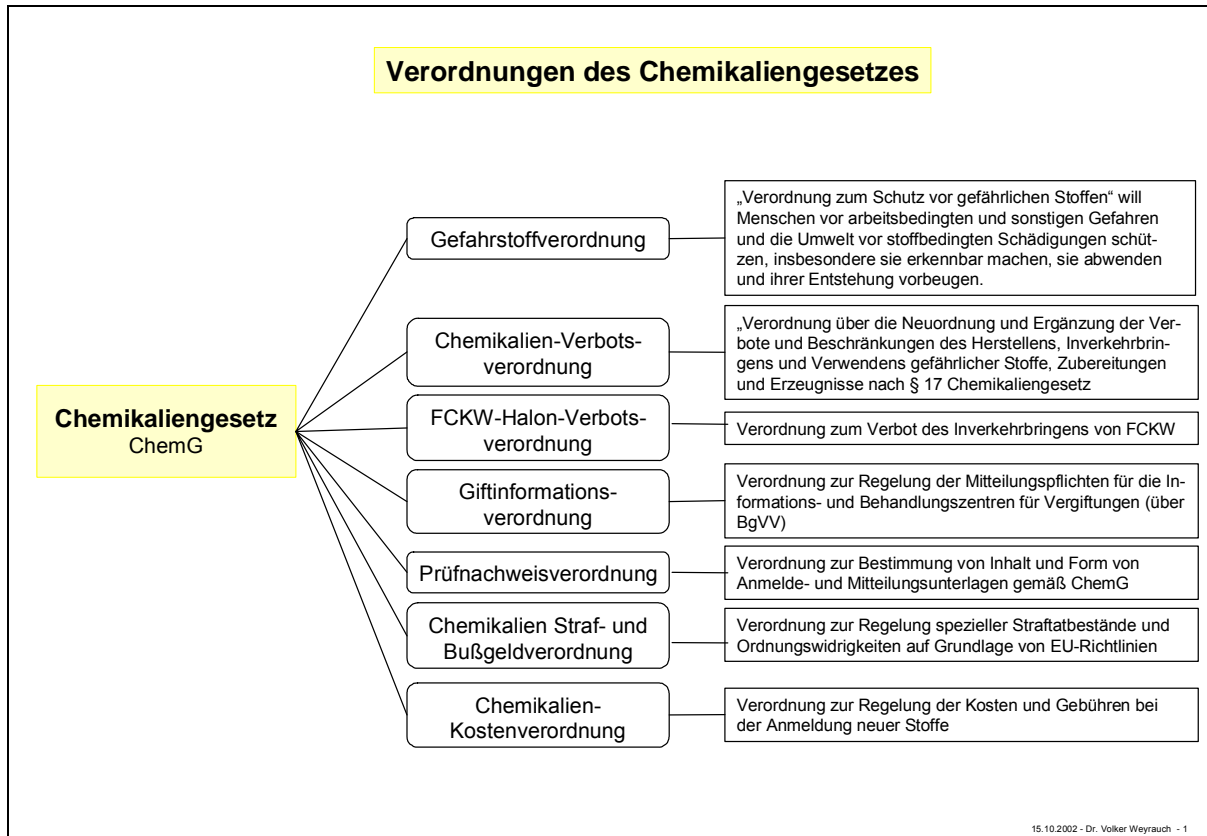 Verordnungen des Chemikaliengesetzes
Chemikaliengesetz
ChemG
Gefahrstoffverordnung
„Verordnung zum Schutz vor gefährlichen Stoffen“ will
Menschen vor arbeitsbedingten und sonstigen Gefahren
und die Umwelt vor stoffbedingten Schädigungen schüt-
zen, insbesondere sie erkennbar machen, sie abwenden
und ihrer Entstehung vorbeugen.
Chemikalien-Verbots-
verordnung
„Verordnung über die Neuordnung und Ergänzung der Ver-
bote und Beschränkungen des Herstellens, Inverkehrbrin-
gens und Verwendens gefährlicher Stoffe, Zubereitungen
und Erzeugnisse nach § 17 Chemikaliengesetz
FCKW-Halon-Verbots-
verordnung
Verordnung zum Verbot des Inverkehrbringens von FCKW
Giftinformations-
verordnung
Verordnung zur Regelung der Mitteilungspflichten für die In-
formations- und Behandlungszentren für Vergiftungen (über
BgVV)
Prüfnachweisverordnung
Verordnung zur Bestimmung von Inhalt und Form von
Anmelde- und Mitteilungsunterlagen gemäß ChemG
Chemikalien Straf- und
Bußgeldverordnung
Verordnung zur Regelung spezieller Straftatbestände und
Ordnungswidrigkeiten auf Grundlage von EU-Richtlinien
Chemikalien-
Kostenverordnung
Verordnung zur Regelung der Kosten und Gebühren bei
der Anmeldung neuer Stoffe
15.10.2002 - Dr. Volker Weyrauch - 1